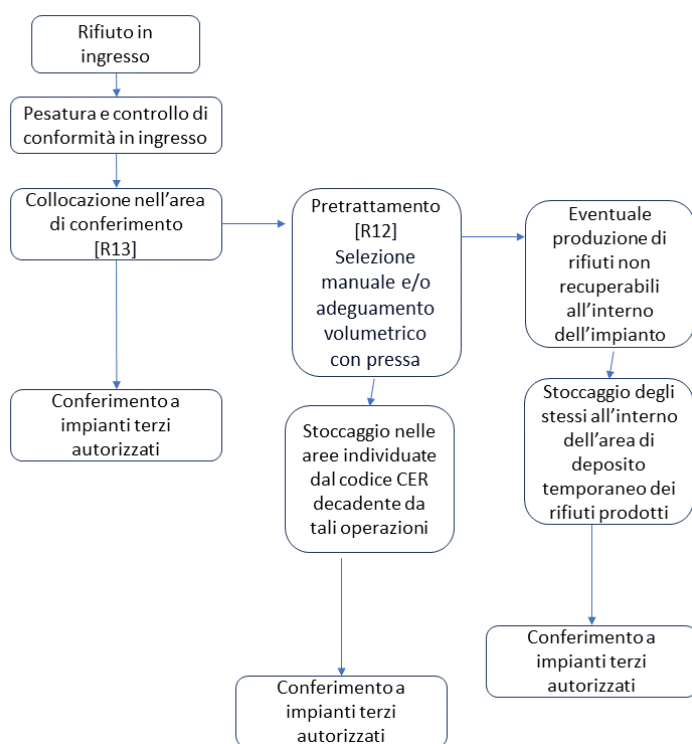 Rifiuto in
ingresso
Pesatura e controllo di
conformità in ingresso
Collocazione nell'area
di conferimento
[R13]
Conferimento a
impianti terzi
autorizzati
Pretrattamento
[R12]
Selezione
manuale e/o
adeguamento
volumetrico
con pressa
Stoccaggio nelle
aree individuate
dal codice CER
decadente da
tali operazioni
Conferimento a
impianti terzi
autorizzati
Eventuale
produzione di
rifiuti non
recuperabili
all'interno
dell'impianto
Stoccaggio degli
stessi all'interno
dell'area di
deposito
temporaneo dei
rifiuti prodotti
Conferimento a
impianti terzi
autorizzati